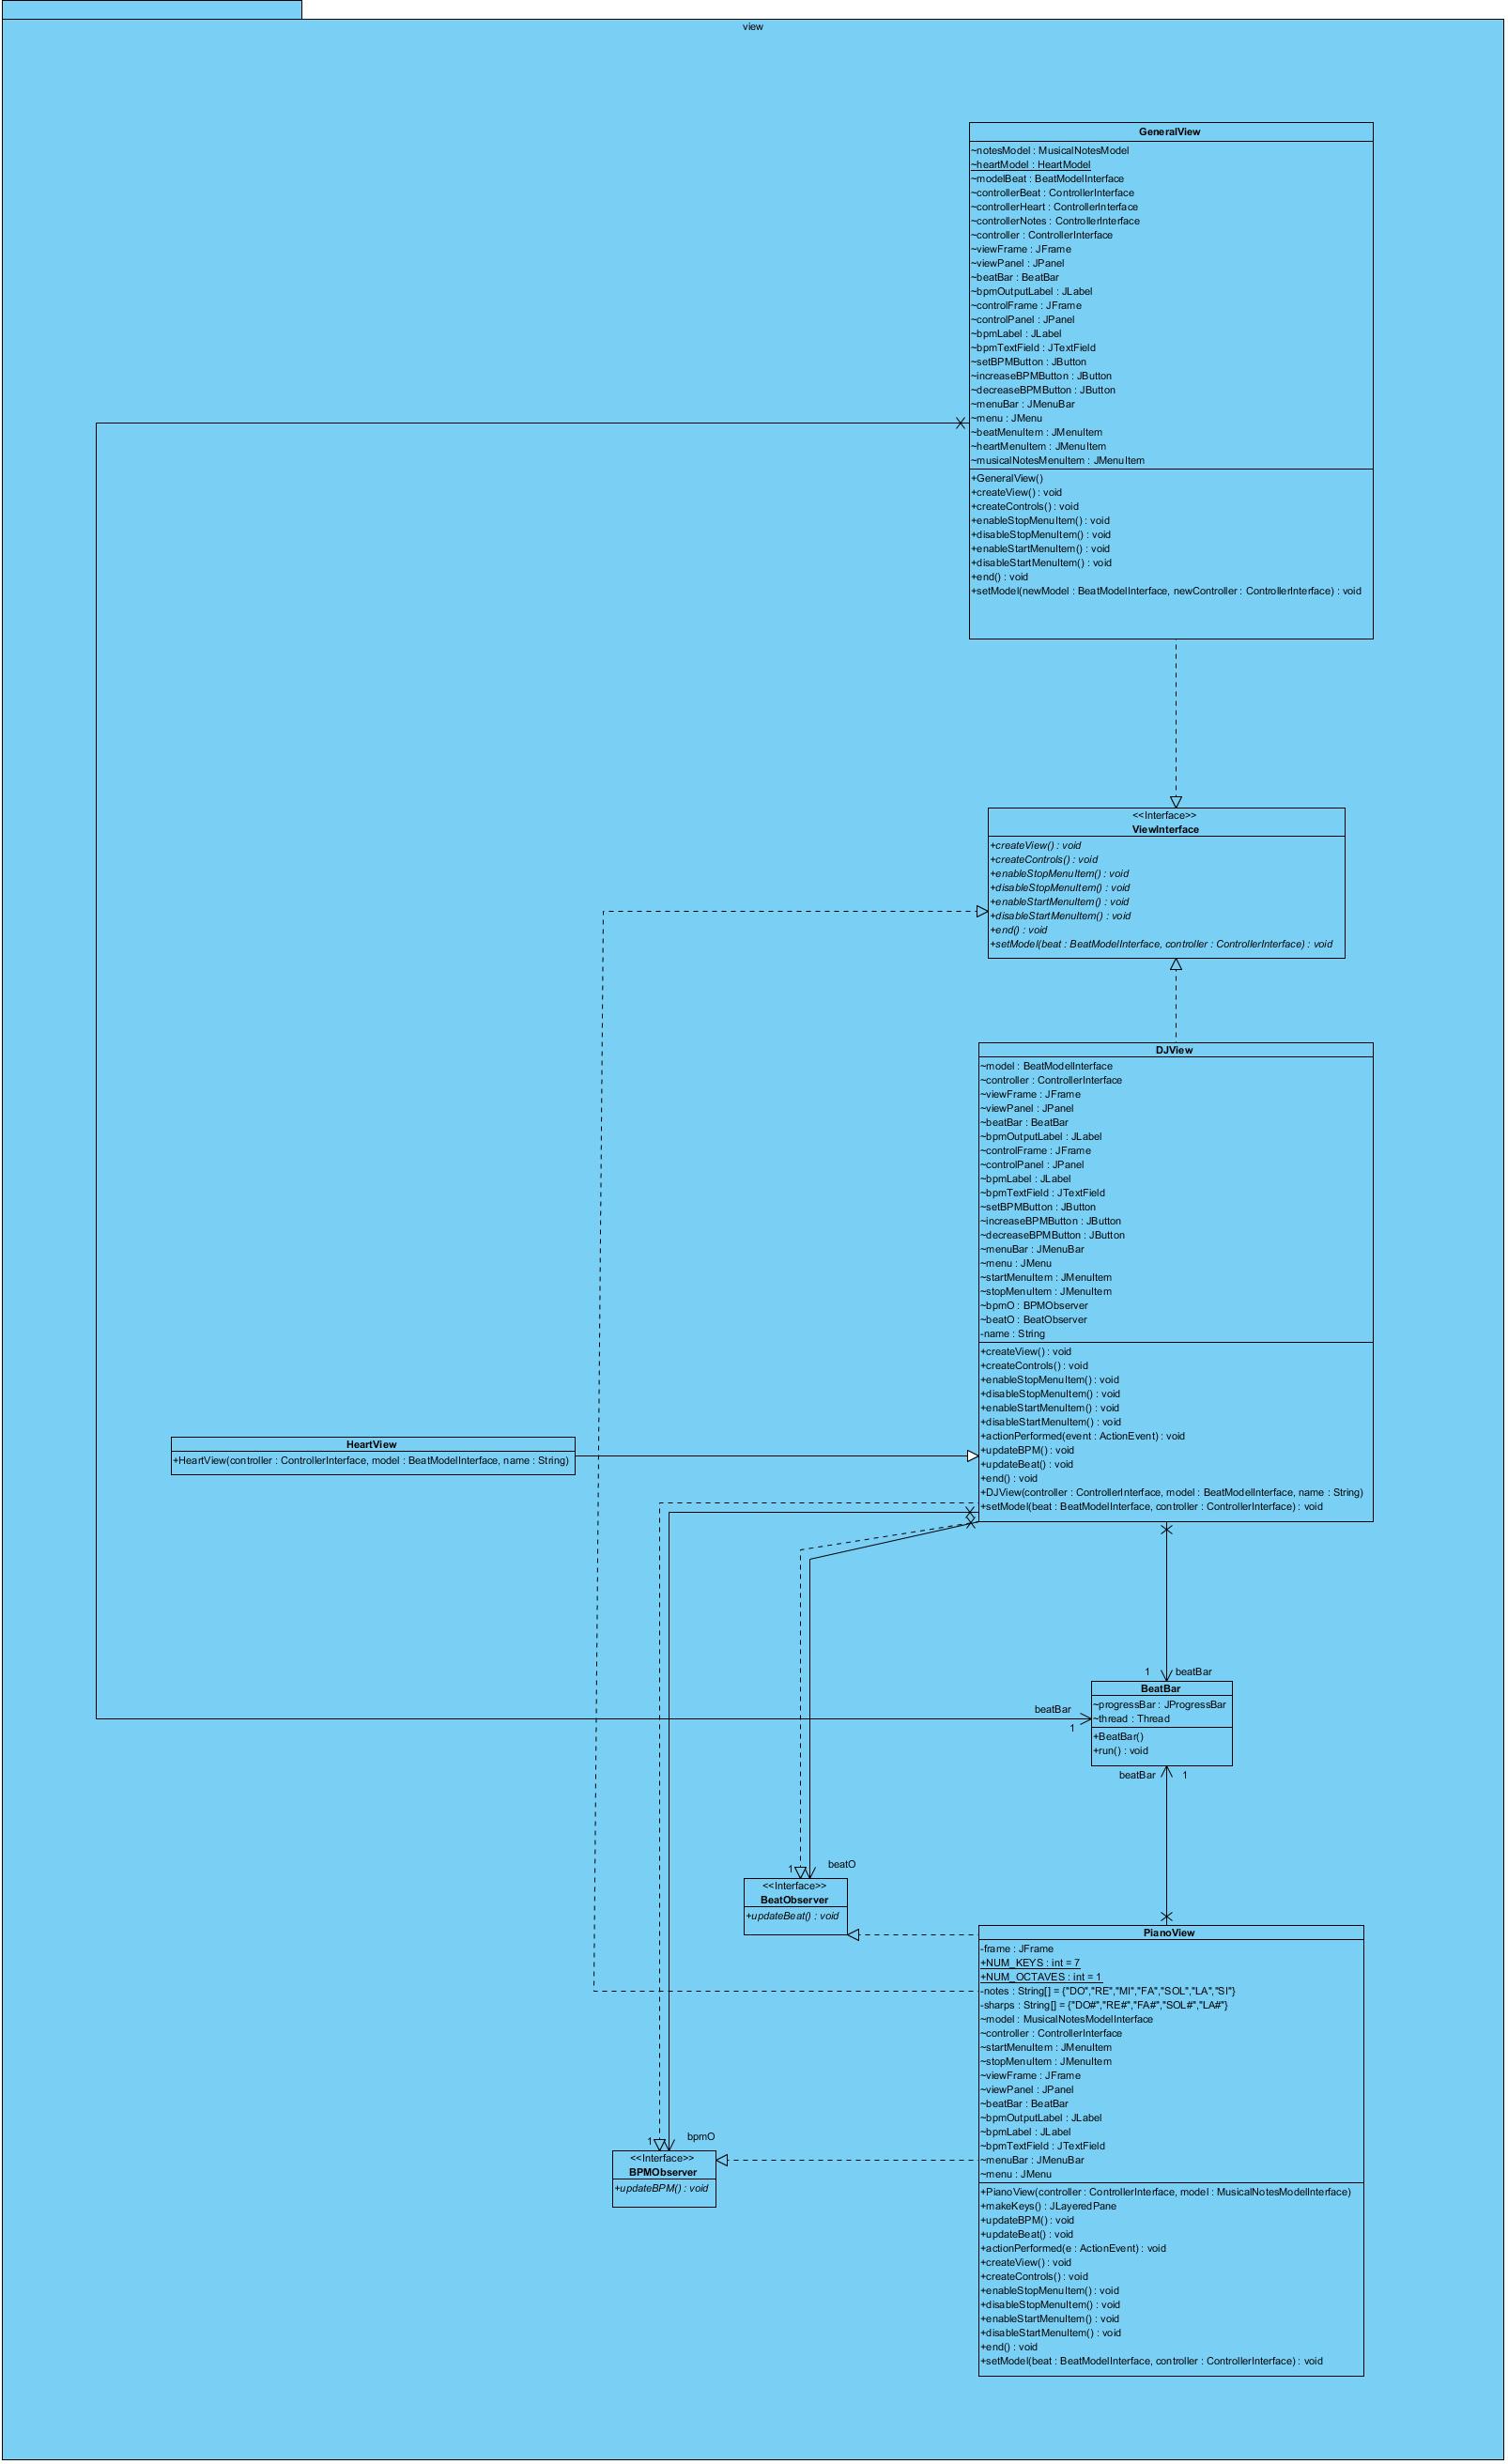 view
GeneralView
~notesModel : MusicalNotesModel
~heartModel : HeartModel
~modelBeat : BeatModelInterface
~controllerBeat : ControllerInterface
~controllerHeart : ControllerInterface
~controllerNotes : ControllerInterface
~controller : ControllerInterface
~viewFrame : JFrame
~viewPanel : JPanel
~beatBar : BeatBar
~bpmOutputLabel : JLabel
~controlFrame : JFrame
~controlPanel : JPanel
~bpmLabel : JLabel
~bpmTextField : JTextField
~setBPMButton : JButton
~increaseBPMButton : JButton
~decreaseBPMButton : JButton
~menuBar : JMenuBar
~menu : JMenu
~beatMenuItem : JMenuItem
~heartMenuItem : JMenuItem
~musicalNotesMenuItem : JMenuItem
+GeneralView()
+createView() : void
+createControls() : void
+enableStopMenuItem() : void
+disableStopMenuItem() : void
+enableStartMenuItem() : void
+disableStartMenuItem() : void
+end() : void
+setModel(newModel : BeatModelInterface, newController : ControllerInterface) : void
<<Interface>>
ViewInterface
+createView() : void
+createControls() : void
+enableStopMenuItem() : void
+disableStopMenuItem() : void
+enableStartMenuItem() : void
+disableStartMenuItem() : void
+end() : void
+setModel(beat : BeatModelInterface, controller : ControllerInterface) : void
DJView
~model : BeatModelInterface
~controller : ControllerInterface
~viewFrame : JFrame
~viewPanel : JPanel
~beatBar : BeatBar
~bpmOutputLabel : JLabel
~controlFrame : JFrame
~controlPanel : JPanel
~bpmLabel : JLabel
~bpmTextField : JTextField
~setBPMButton : JButton
~increaseBPMButton : JButton
~decreaseBPMButton : JButton
~menuBar : JMenuBar
~menu : JMenu
~startMenuItem : JMenuItem
~stopMenuItem : JMenuItem
~bpmO : BPMObserver
~beatO : BeatObserver
-name : String
+createView() : void
+createControls() : void
+enableStopMenuItem() : void
+disableStopMenuItem() : void
+enableStartMenuItem() : void
+disableStartMenuItem() : void
+actionPerformed(event : ActionEvent) : void
+updateBPM() : void
+updateBeat() : void
+end() : void
+DJView(controller : ControllerInterface, model : BeatModelInterface, name : String)
+setModel(beat : BeatModelInterface, controller : ControllerInterface) : void
HeartView
+HeartView(controller : ControllerInterface, model : BeatModelInterface, name : String)
1 beatBar
BeatBar
~progressBar : JProgressBar
~thread : Thread
+BeatBar()
+run() : void
beatBar
1
beatBar 1
1 beatO
<<Interface>>
BeatObserver
+updateBeat() : void
PianoView
-frame : JFrame
+NUM_KEYS : int = 7
+NUM_OCTAVES : int = 1
-notes : String[] = {"DO","RE","MI","FA","SOL","LA","SI"}
-sharps : String[] = {"DO#","RE#","FA#","SOL#","LA#"}
~model : MusicalNotesModelInterface
~controller : ControllerInterface
~startMenuItem : JMenuItem
~stopMenuItem : JMenuItem
~viewFrame : JFrame
~viewPanel : JPanel
~beatBar : BeatBar
~bpmOutputLabel : JLabel
~bpmLabel : JLabel
~bpmTextField : JTextField
~menuBar : JMenuBar
~menu : JMenu
+PianoView(controller : ControllerInterface, model : MusicalNotesModelInterface)
+makeKeys() : JLayeredPane
+updateBPM() : void
+updateBeat() : void
+actionPerformed(e : ActionEvent) : void
+createView() : void
+createControls() : void
+enableStopMenuItem() : void
+disableStopMenuItem() : void
+enableStartMenuItem() : void
+disableStartMenuItem() : void
+end() : void
+setModel(beat : BeatModelInterface, controller : ControllerInterface) : void
1 bpmO
<<Interface>>
BPMObserver
+updateBPM() : void